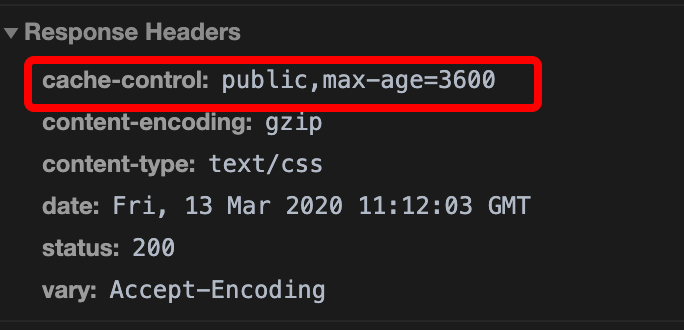 Response Headers
cache-control: public,max-age=3600
content-encoding: gzip
content-type: text/css
date: Fri, 13 Mar 2020 11:12:03 GMT
status: 200
vary: Accept-Encoding